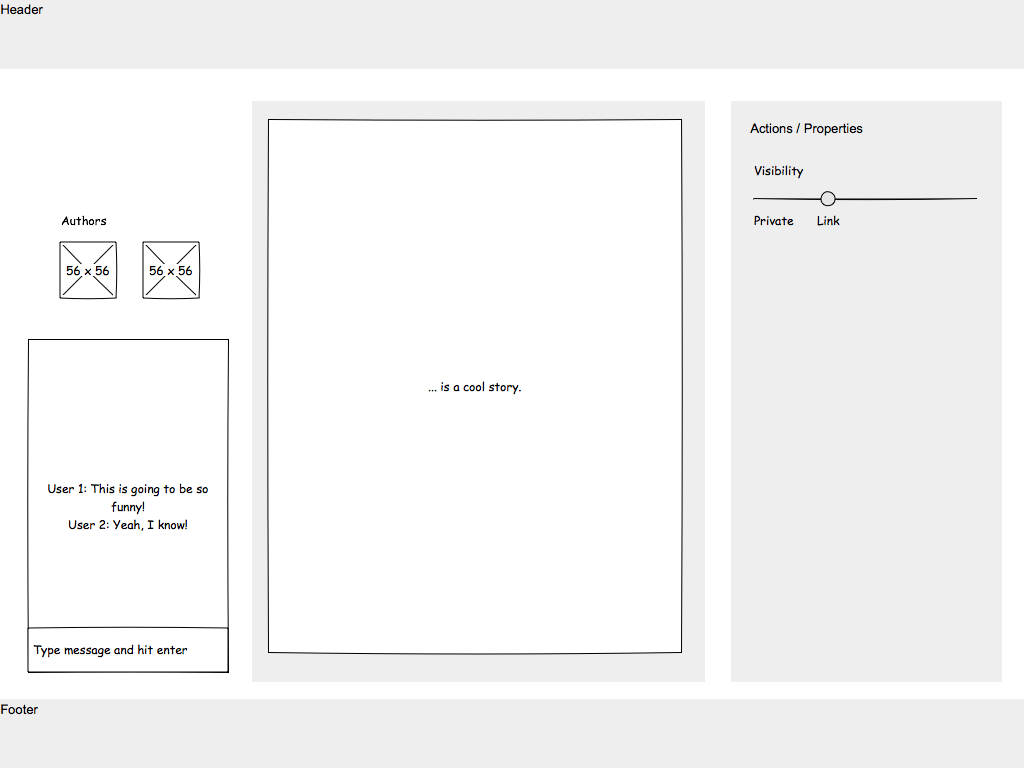 Header
Authors
56 x 56
56 x 56
User 1: This is going to be so
funny!
User 2: Yeah, I know!
Type message and hit enter
... is a cool story.
Actions / Properties
Visibility
Private
Link
Footer